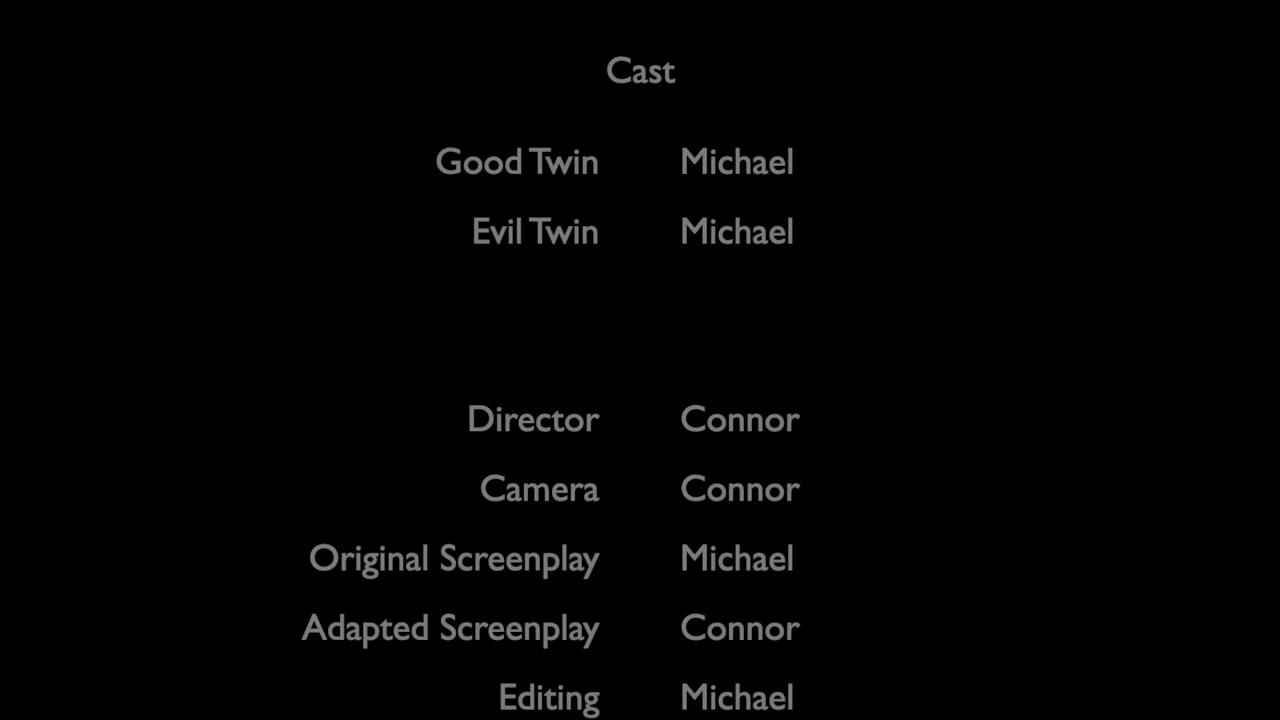 Cast
Good Twin Michael
Evil Twin Michael
Director Connor
Camera Connor
Original Screenplay Michael
Adapted Screenplay Connor
Editing Michael